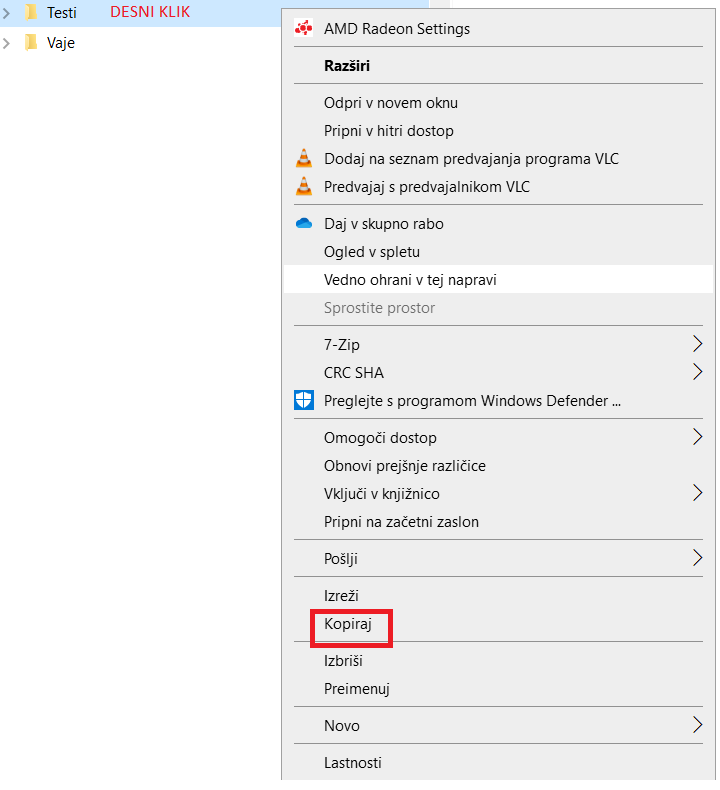 Testi DESNI KLIK
Vaje
AMD Radeon Settings
Razširi
Odpri v novem oknu
Pripni v hitri dostop
Dodaj na seznam predvajanja programa VLC
Predvajaj s predvajalnikom VLC
Daj v skupno rabo
Ogled v spletu
Vedno ohrani v tej napravi
Sprostite prostor
7-Zip
CRC SHA
Preglejte s programom Windows Defender ...
Omogoči dostop
Obnovi prejšnje različice
Vključi v knjižnico
Pripni na začetni zaslon
Pošlji
Izreži
Kopiraj
Izbriši
Preimenuj
Novo
Lastnosti